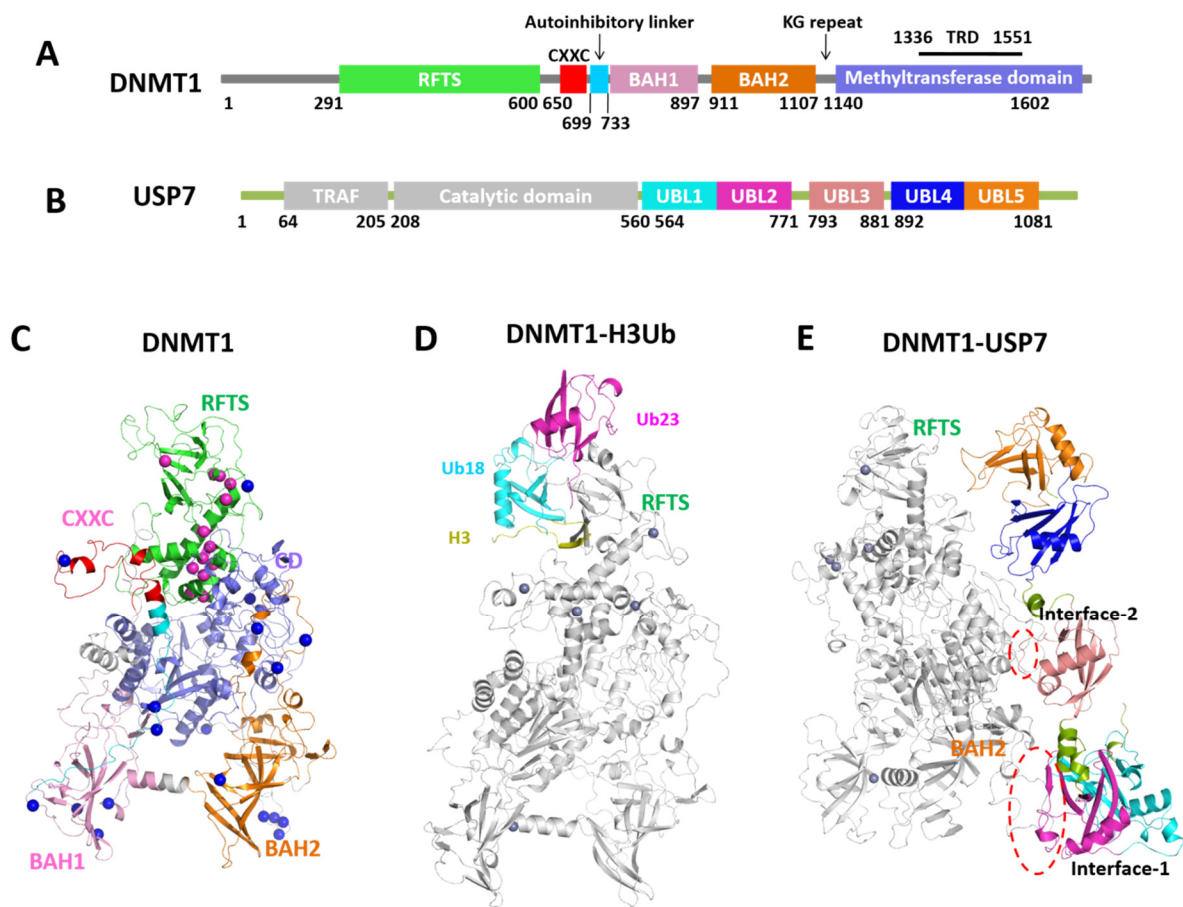 A
Autoinhibitory linker
KG repeat
1336 TRD 1551
CXXC
DNMT1
RFTS
BAH1
BAH2
Methyltransferase domain
1 291 600 650 897 911 1107 1140 1602
699 733
B
USP7
TRAF
Catalytic domain
UBL1
UBL2
UBL3
UBL4
UBL5
1 64 205 208 560 564 771 793 881 892 1081
C
DNMT1
RFTS
CXXC
CD
BAH1
BAH2
D
DNMT1-H3Ub
Ub23
Ub18
RFTS
H3
E
DNMT1-USP7
RFTS
Interface-2
BAH2
Interface-1